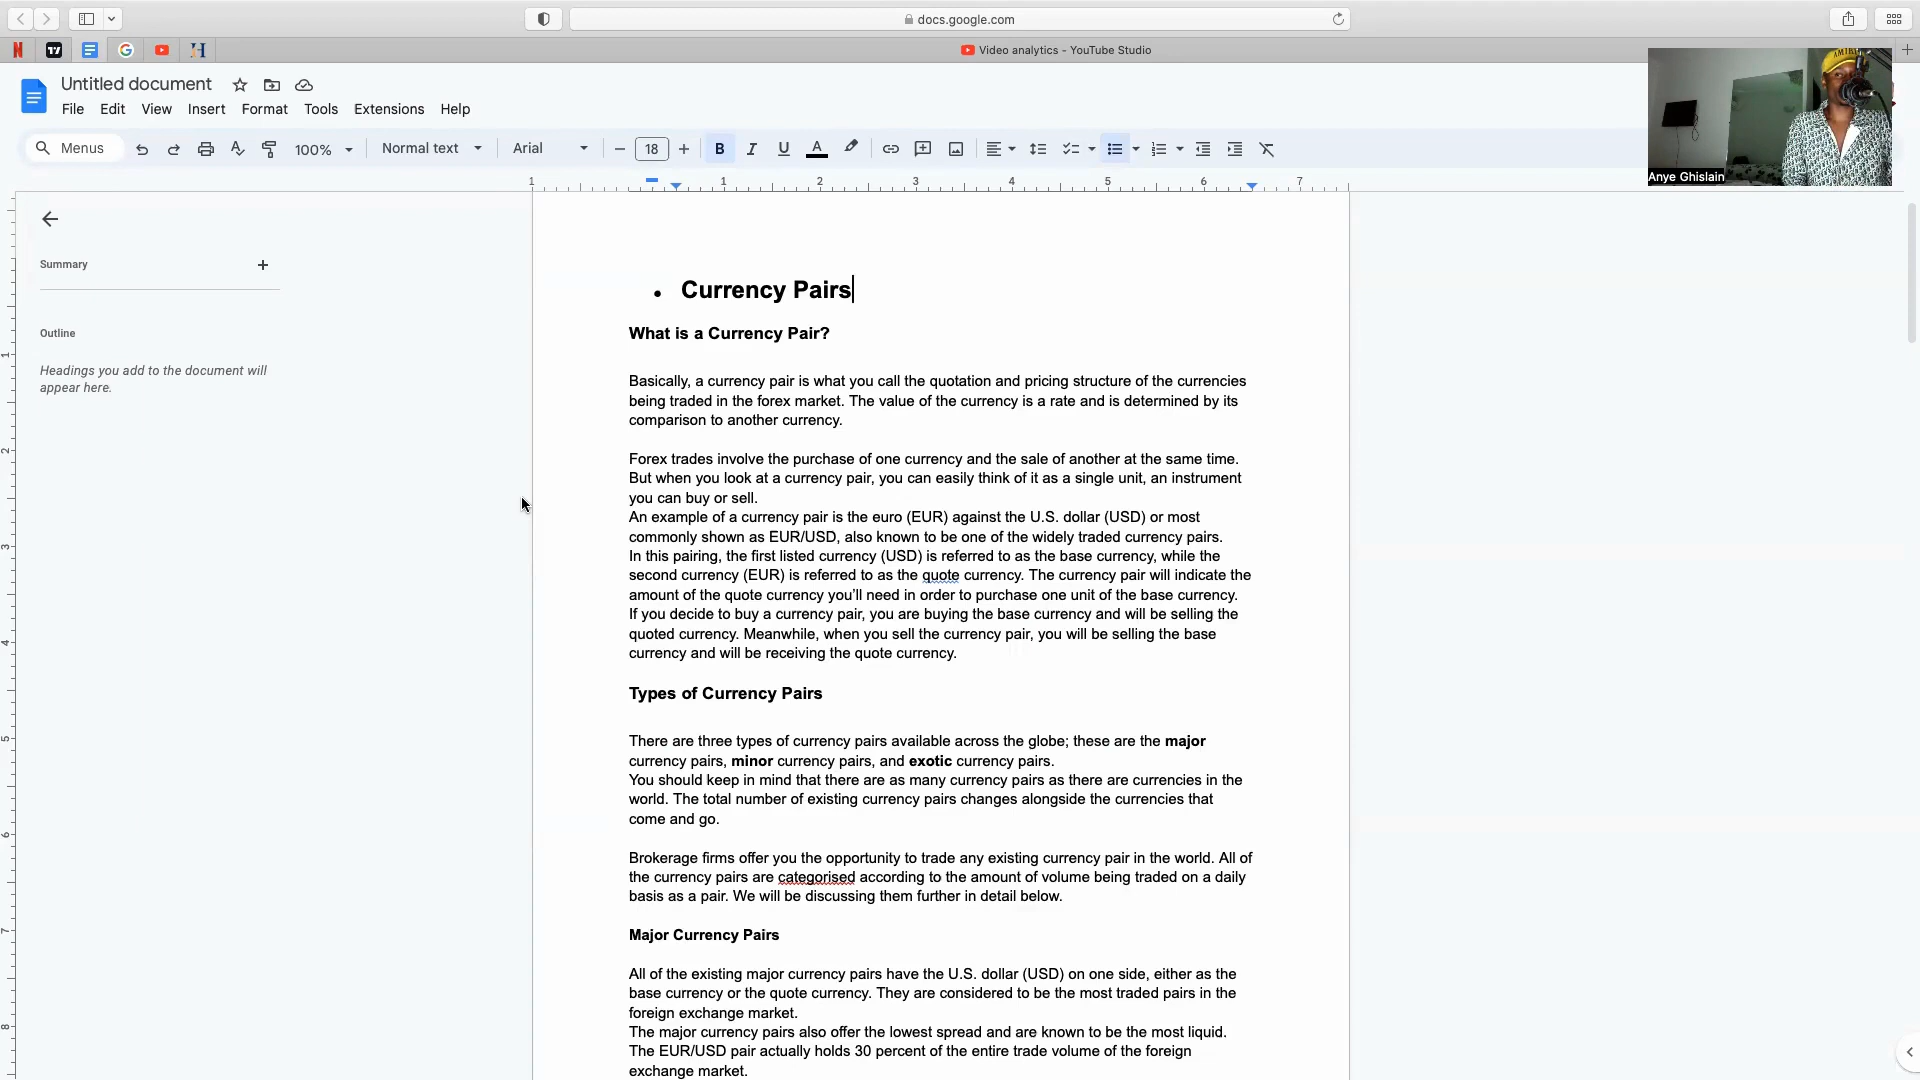 docs.google.com
Video analytics - YouTube Studio
Untitled document
File Edit View Insert Format Tools Extensions Help
Menus 100% Normal text Arial 18 B I U A
Anye Ghislain
1 1 2 3 4 5 6 7
Summary
Outline
Headings you add to the document will
appear here.
1
2
3
4
5
6
7
8
• Currency Pairs
What is a Currency Pair?
Basically, a currency pair is what you call the quotation and pricing structure of the currencies
being traded in the forex market. The value of the currency is a rate and is determined by its
comparison to another currency.
Forex trades involve the purchase of one currency and the sale of another at the same time.
But when you look at a currency pair, you can easily think of it as a single unit, an instrument
you can buy or sell.
An example of a currency pair is the euro (EUR) against the U.S. dollar (USD) or most
commonly shown as EUR/USD, also known to be one of the widely traded currency pairs.
In this pairing, the first listed currency (USD) is referred to as the base currency, while the
second currency (EUR) is referred to as the quote currency. The currency pair will indicate the
amount of the quote currency you'll need in order to purchase one unit of the base currency.
If you decide to buy a currency pair, you are buying the base currency and will be selling the
quoted currency. Meanwhile, when you sell the currency pair, you will be selling the base
currency and will be receiving the quote currency.
Types of Currency Pairs
There are three types of currency pairs available across the globe; these are the major
currency pairs, minor currency pairs, and exotic currency pairs.
You should keep in mind that there are as many currency pairs as there are currencies in the
world. The total number of existing currency pairs changes alongside the currencies that
come and go.
Brokerage firms offer you the opportunity to trade any existing currency pair in the world. All of
the currency pairs are categorised according to the amount of volume being traded on a daily
basis as a pair. We will be discussing them further in detail below.
Major Currency Pairs
All of the existing major currency pairs have the U.S. dollar (USD) on one side, either as the
base currency or the quote currency. They are considered to be the most traded pairs in the
foreign exchange market.
The major currency pairs also offer the lowest spread and are known to be the most liquid.
The EUR/USD pair actually holds 30 percent of the entire trade volume of the foreign
exchange market.